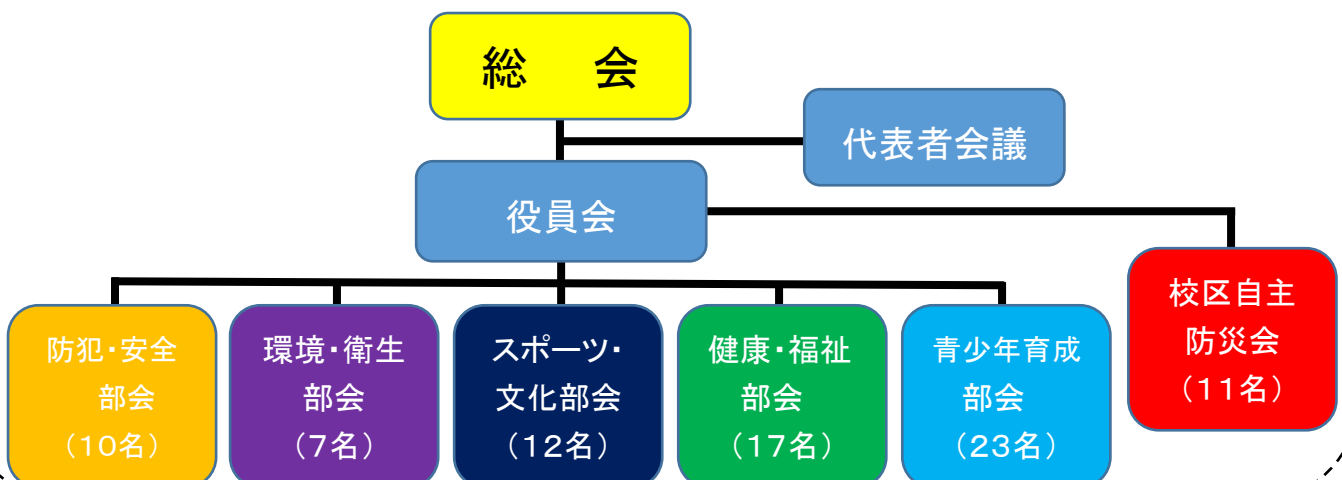 総　会
代表者会議
役員会
校区自主
防災会
（11名）
防犯・安全
部会
（10名）
環境・衛生
部会
（7名）
スポーツ・
文化部会
（12名）
健康・福祉
部会
（17名）
青少年育成
部会
（23名）